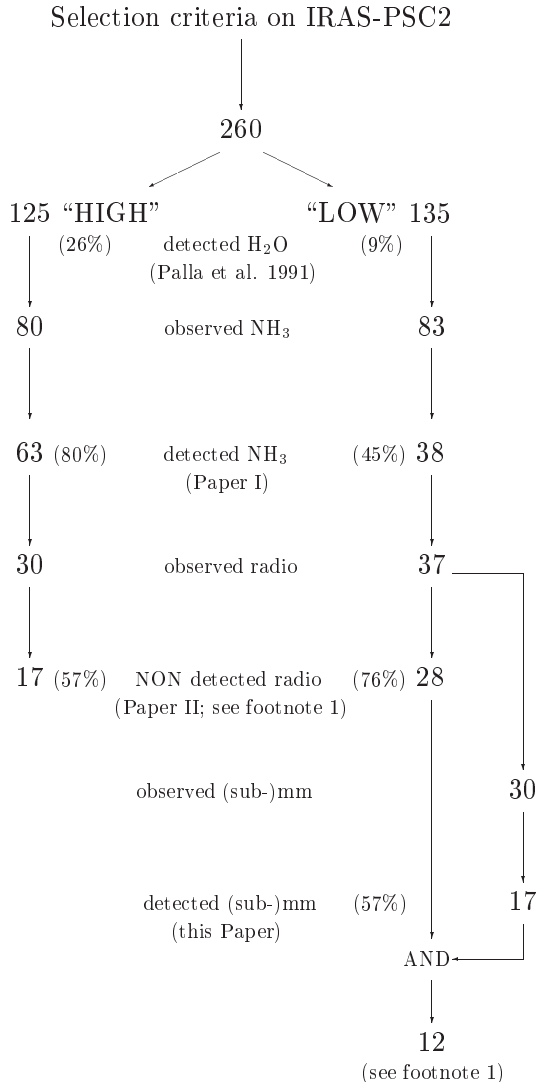 Selection criteria on IRAS-PSC2
260
125 “HIGH” “LOW” 135
(26%) detected H₂O (9%)
(Palla et al. 1991)
80 observed NH₃ 83
63 (80%) detected NH₃ (45%) 38
(Paper I)
30 observed radio 37
17 (57%) NON detected radio (76%) 28
(Paper II; see footnote 1)
observed (sub-)mm 30
detected (sub-)mm (57%) 17
(this Paper)
AND
12
(see footnote 1)